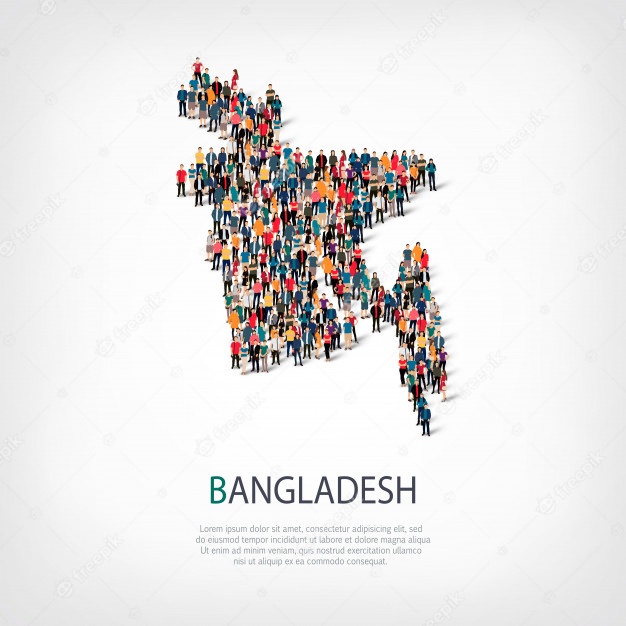 BANGLADESH
Lorem ipsum dolor sit amet, consectetur adipisicing elit, sed
do eiusmod tempor incididunt ut labore et dolore magna aliqua.
Ut enim ad minim veniam, quis nostrud exercitation ullamco
laboris nisi ut aliquip ex ea commodo consequat.